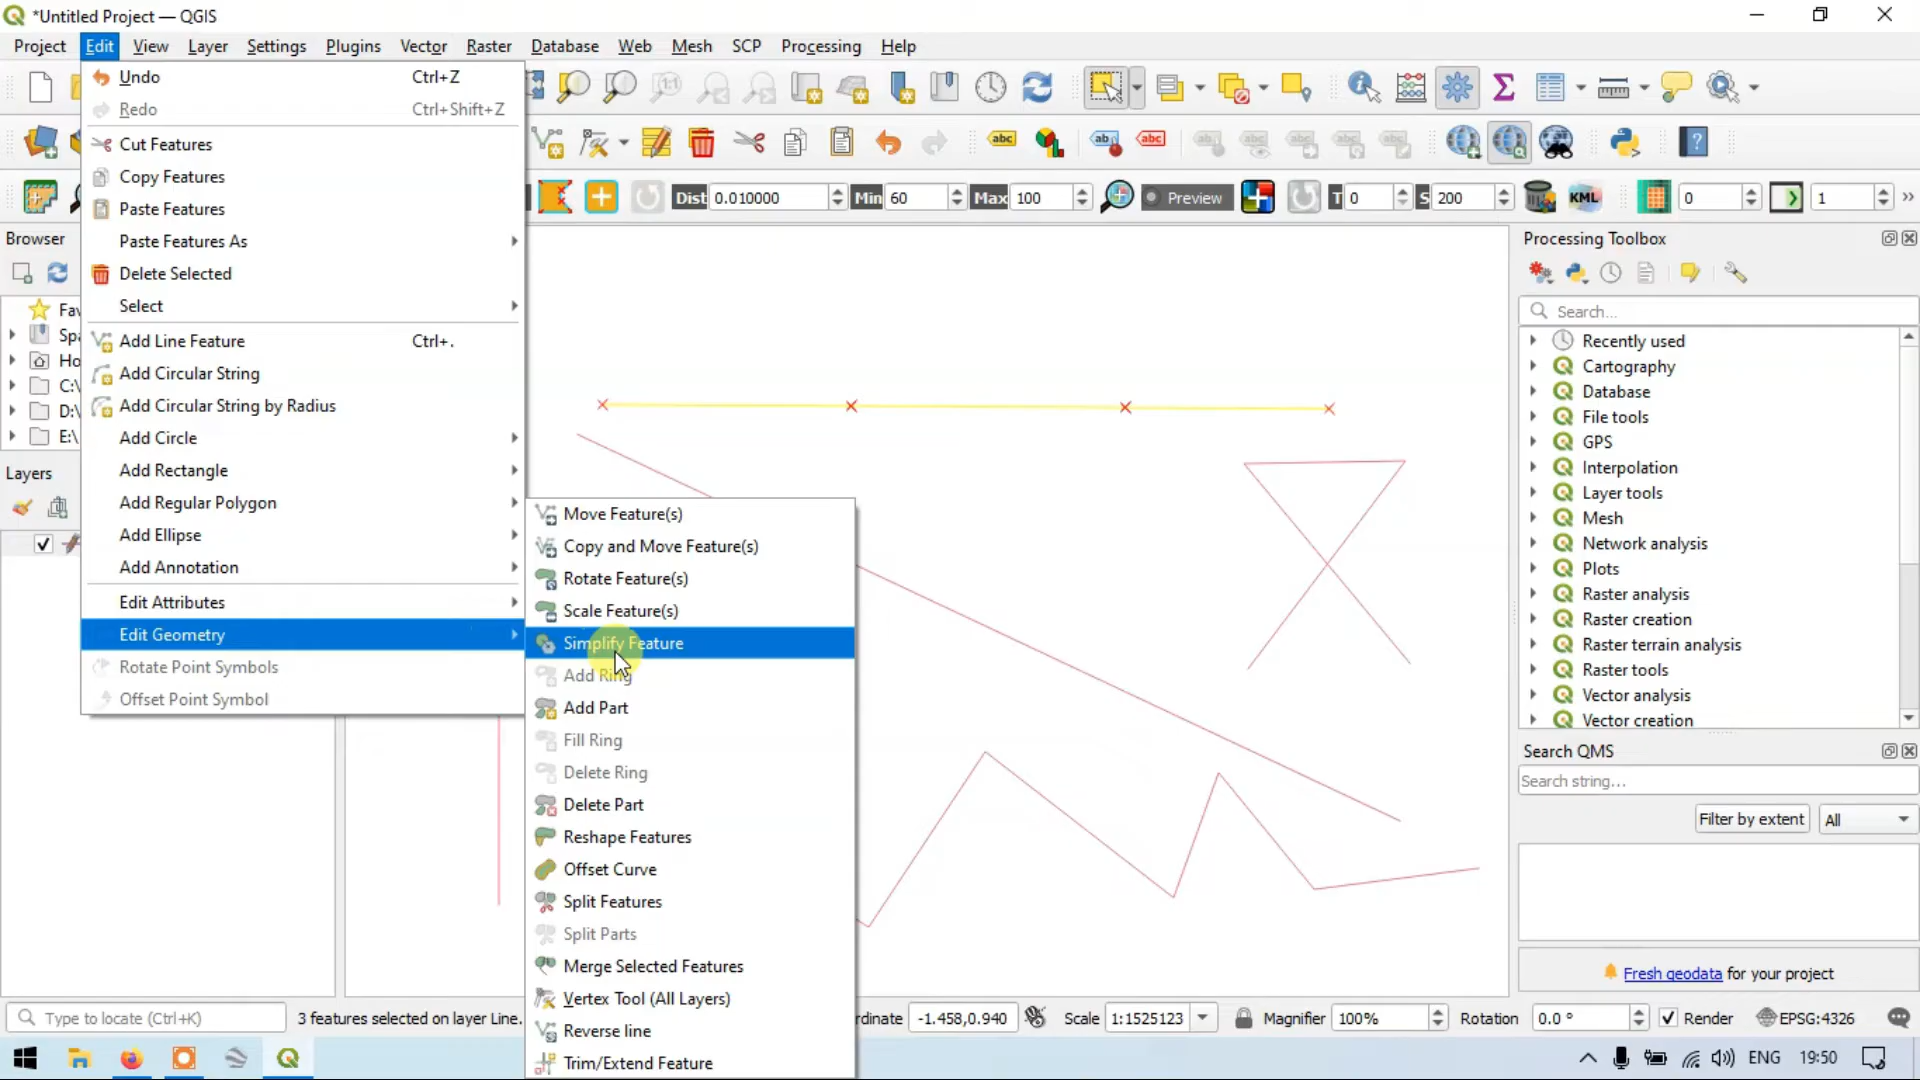 *Untitled Project — QGIS
Project Edit View Layer Settings Plugins Vector Raster Database Web Mesh SCP Processing Help
Undo Ctrl+Z
Redo Ctrl+Shift+Z
Cut Features
Copy Features
Paste Features
Paste Features As
Delete Selected
Select
Add Line Feature Ctrl+.
Add Circular String
Add Circular String by Radius
Add Circle
Add Rectangle
Add Regular Polygon
Add Ellipse
Add Annotation
Edit Attributes
Edit Geometry
Rotate Point Symbols
Offset Point Symbol
Move Feature(s)
Copy and Move Feature(s)
Rotate Feature(s)
Scale Feature(s)
Simplify Feature
Add Ring
Add Part
Fill Ring
Delete Ring
Delete Part
Reshape Features
Offset Curve
Split Features
Split Parts
Merge Selected Features
Vertex Tool (All Layers)
Reverse line
Trim/Extend Feature
abc abc
Dist 0.010000 Min 60 Max 100 Preview T 0 S 200 KML 0 1 »
Browser
Fav
Spa
Ho
C:\
D:\
E:\
Layers
Processing Toolbox
Search...
Recently used
Cartography
Database
File tools
GPS
Interpolation
Layer tools
Mesh
Network analysis
Plots
Raster analysis
Raster creation
Raster terrain analysis
Raster tools
Vector analysis
Vector creation
Search QMS
Search string...
Filter by extent All
Fresh geodata for your project
Type to locate (Ctrl+K) 3 features selected on layer Line. rdinate -1.458,0.940 Scale 1:1525123 Magnifier 100% Rotation 0.0 ° Render EPSG:4326
ENG 19:50